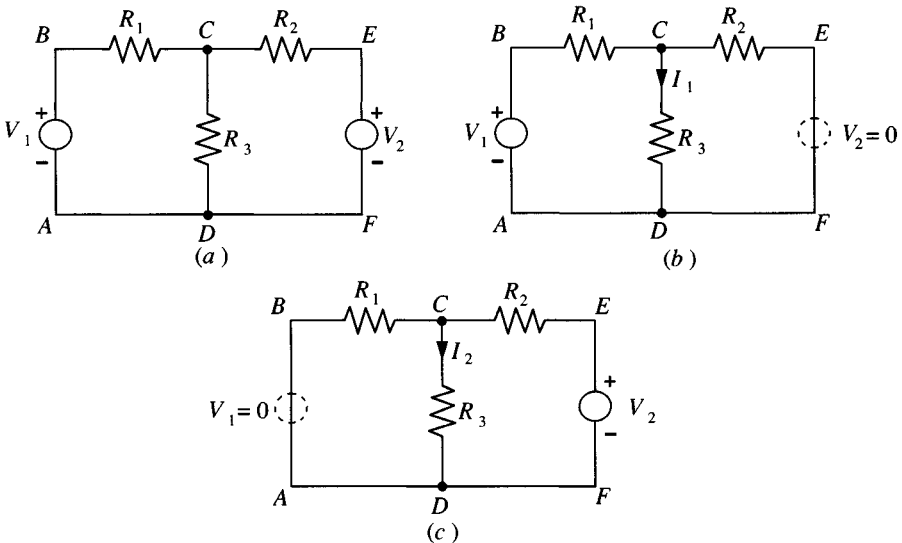 B R₁ C R₂ E
V₁ + − R₃ + − V₂
A D F
(a)
B R₁ C R₂ E
I₁
V₁ + − R₃ V₂ = 0
A D F
(b)
B R₁ C R₂ E
I₂
V₁ = 0 R₃ + − V₂
A D F
(c)